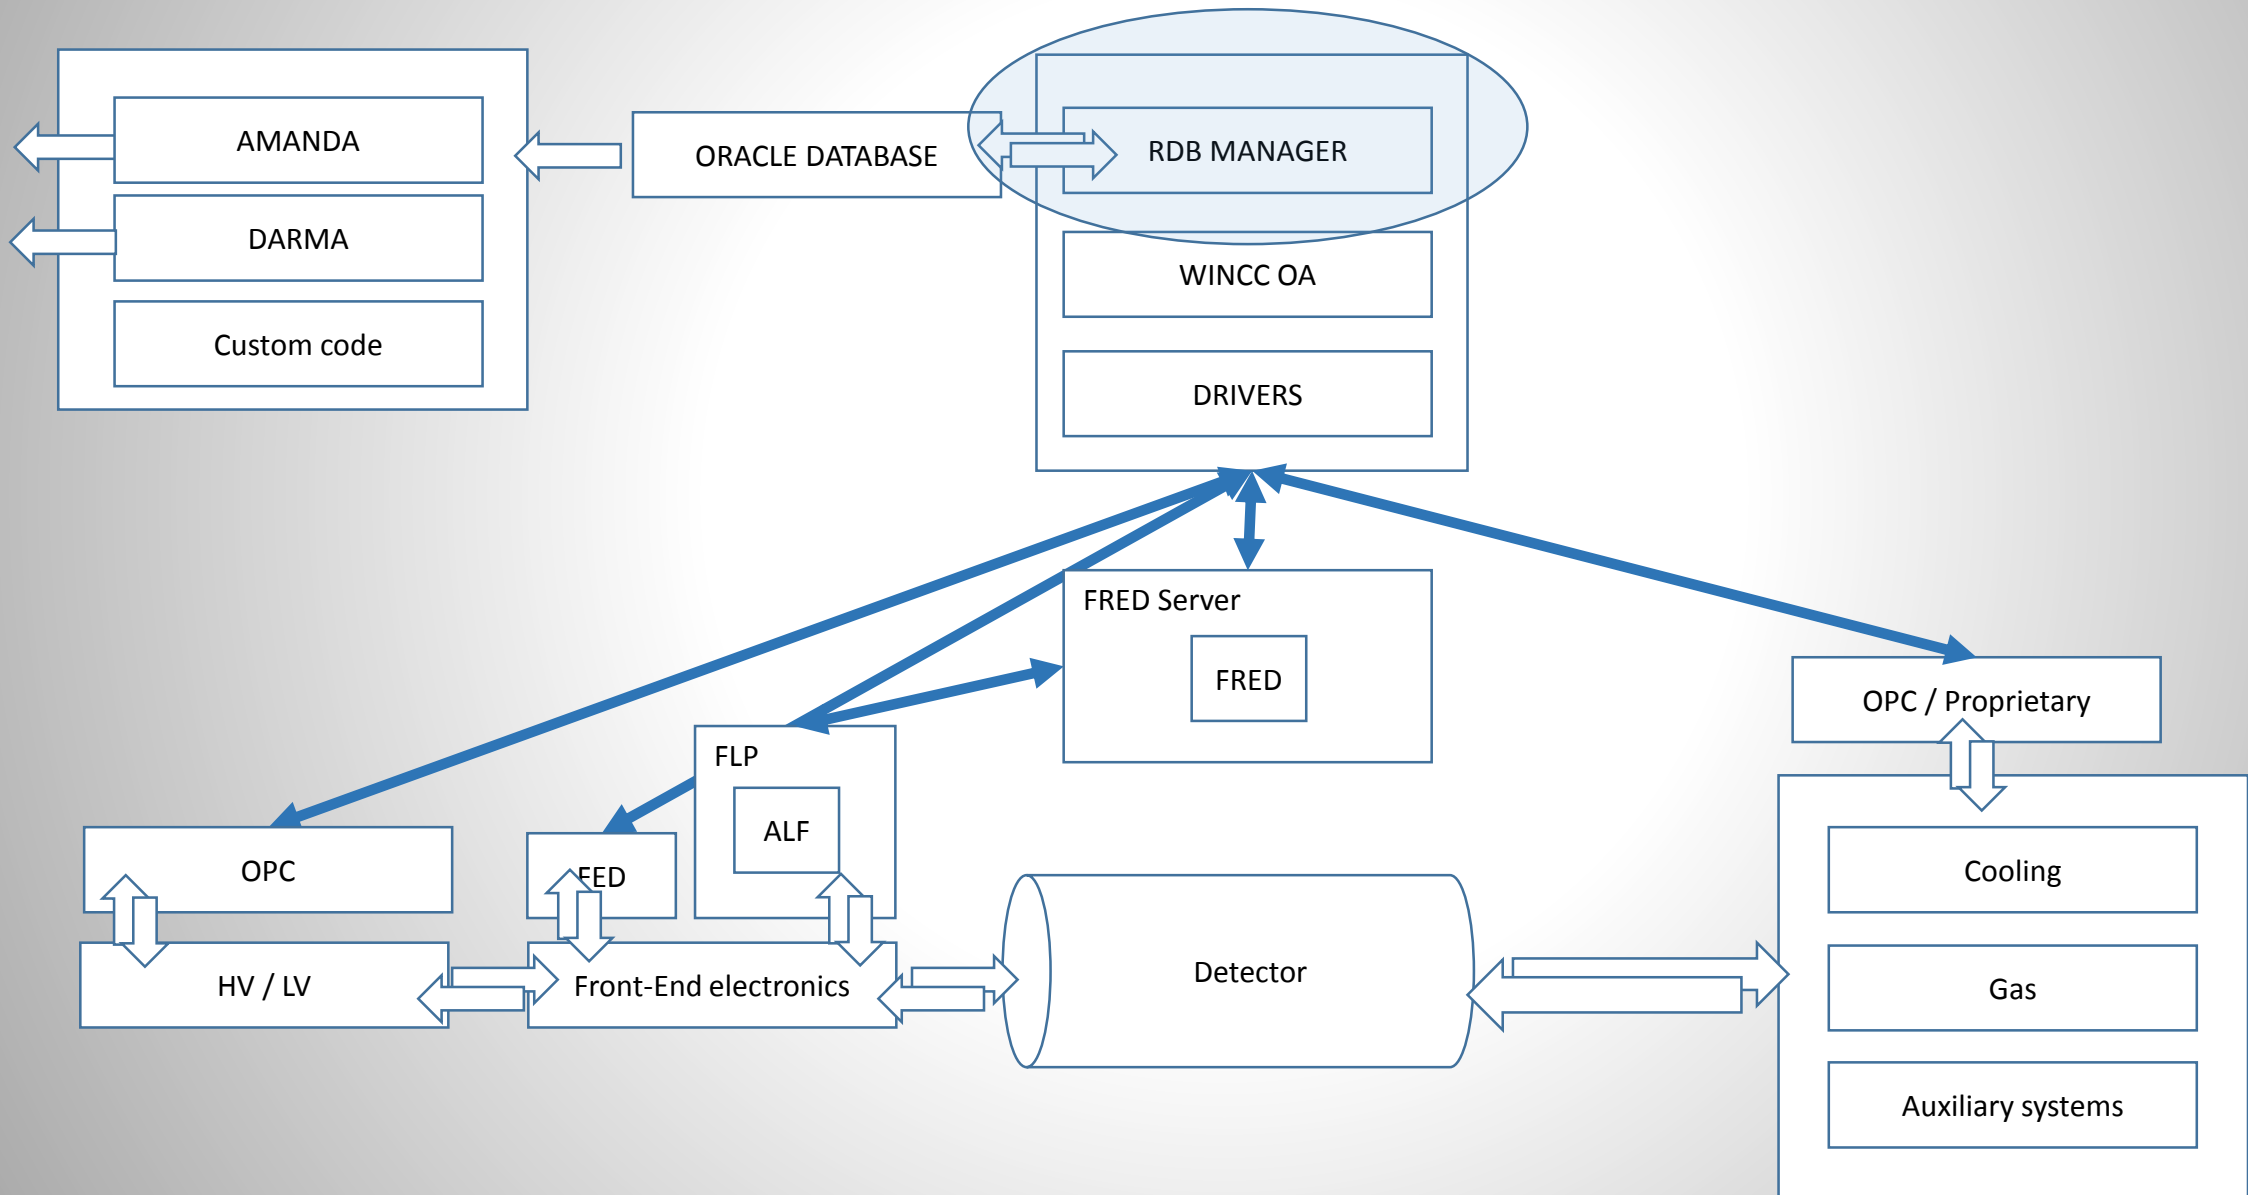 AMANDA
DARMA
Custom code
ORACLE DATABASE
RDB MANAGER
WINCC OA
DRIVERS
FRED Server
FRED
OPC / Proprietary
FLP
ALF
OPC
FED
HV / LV
Front-End electronics
Detector
Cooling
Gas
Auxiliary systems